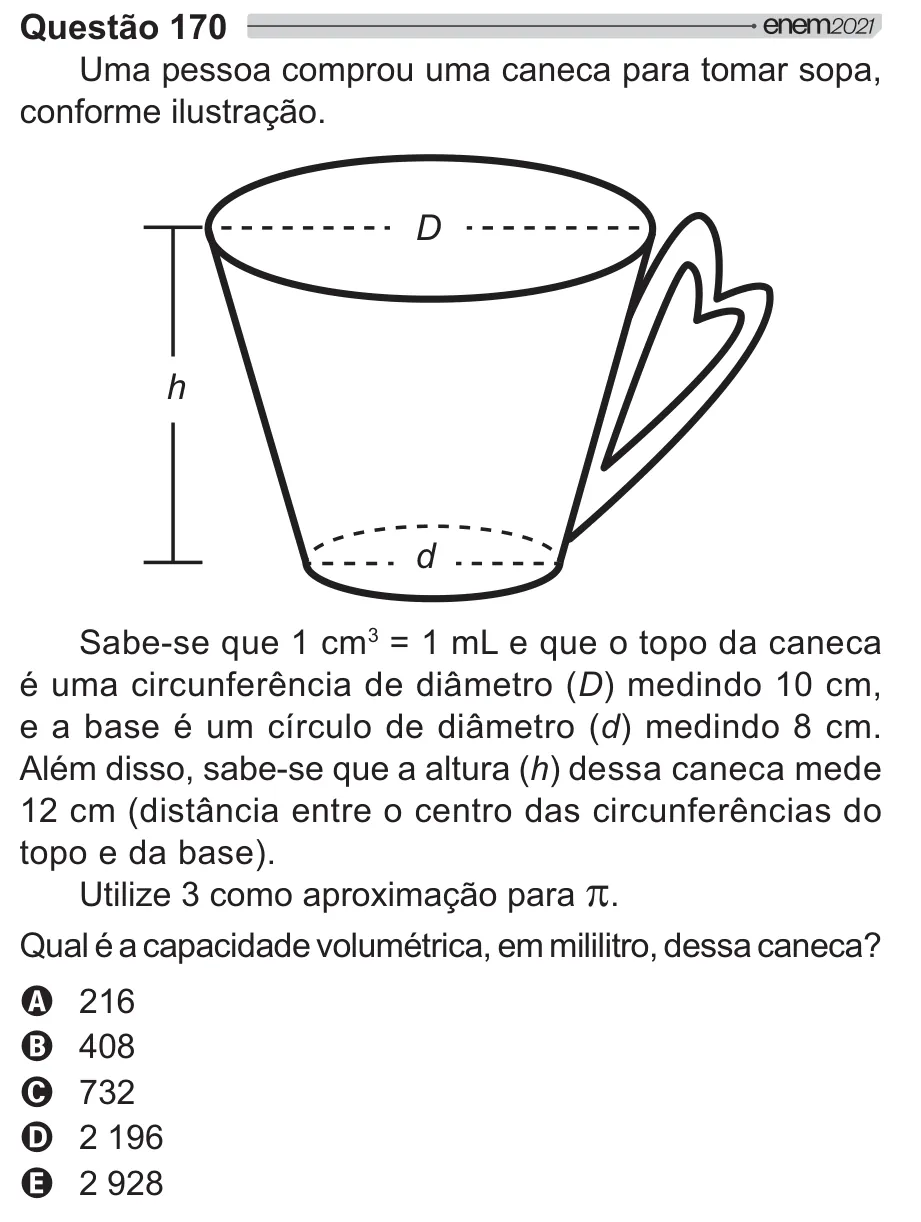 Questão 170
enem2021
Uma pessoa comprou uma caneca para tomar sopa,
conforme ilustração.
D
h
d
Sabe-se que 1 cm³ = 1 mL e que o topo da caneca
é uma circunferência de diâmetro (D) medindo 10 cm,
e a base é um círculo de diâmetro (d) medindo 8 cm.
Além disso, sabe-se que a altura (h) dessa caneca mede
12 cm (distância entre o centro das circunferências do
topo e da base).
Utilize 3 como aproximação para π.
Qual é a capacidade volumétrica, em mililitro, dessa caneca?
A 216
B 408
C 732
D 2 196
E 2 928